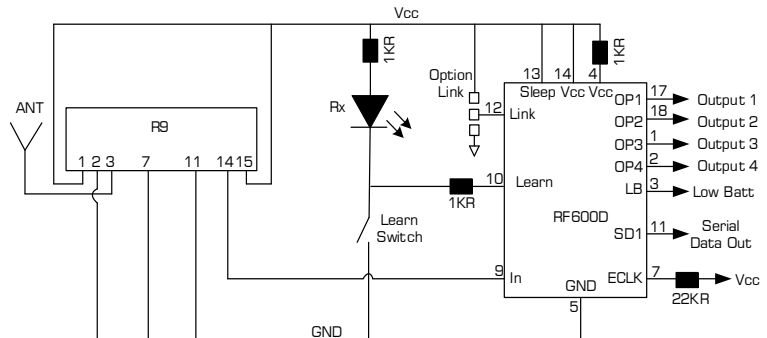 Vcc
1KR
1KR
13 14 4
Sleep Vcc Vcc
Option
Link
12 Link
ANT
R9
1 2 3 7 11 14 15
Rx
OP1 17 Output 1
OP2 18 Output 2
OP3 1 Output 3
OP4 2 Output 4
LB 3 Low Batt
10 Learn
1KR
RF600D
Learn
Switch
SD1 11 Serial
Data Out
9 In
ECLK 7 Vcc
22KR
GND
5
GND